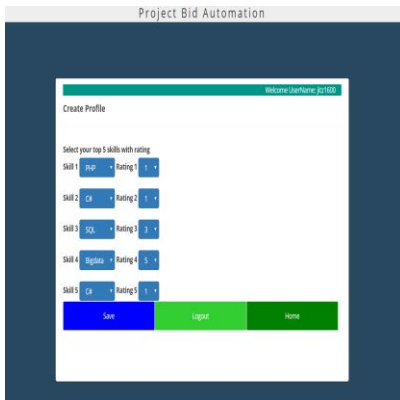 Project Bid Automation
Welcome UserName: jitz1600
Create Profile
Select your top 5 skills with rating
Skill 1 PHP Rating 1 1
Skill 2 C# Rating 2 1
Skill 3 SQL Rating 3 3
Skill 4 Bigdata Rating 4 5
Skill 5 C# Rating 5 1
Save Logout Home